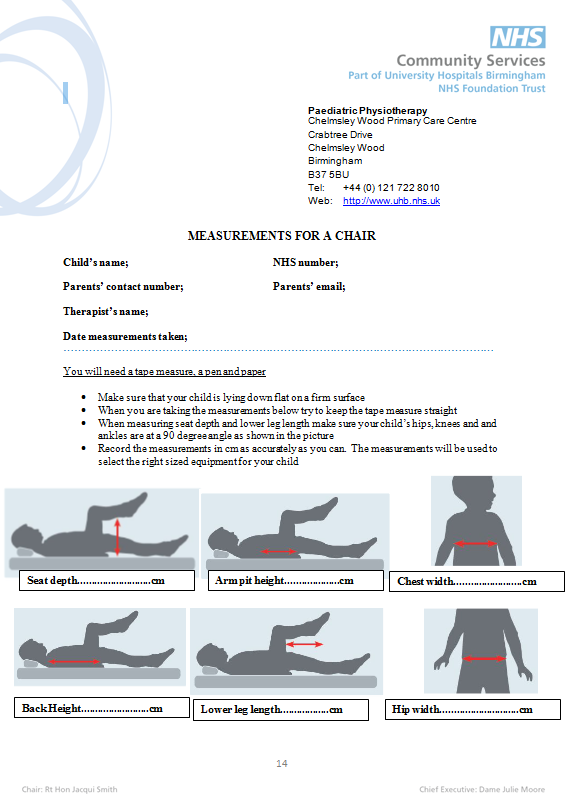 NHS
Community Services
Part of University Hospitals Birmingham
NHS Foundation Trust
Paediatric Physiotherapy
Chelmsley Wood Primary Care Centre
Crabtree Drive
Chelmsley Wood
Birmingham
B37 5BU
Tel: +44 (0) 121 722 8010
Web: http://www.uhb.nhs.uk
MEASUREMENTS FOR A CHAIR
Child's name; NHS number;
Parents' contact number; Parents' email;
Therapist's name;
Date measurements taken;
You will need a tape measure, a pen and paper
• Make sure that your child is lying down flat on a firm surface
• When you are taking the measurements below try to keep the tape measure straight
• When measuring seat depth and lower leg length make sure your child's hips, knees and and
ankles are at a 90 degree angle as shown in the picture
• Record the measurements in cm as accurately as you can. The measurements will be used to
select the right sized equipment for your child
Seat depth.........................cm
Arm pit height...................cm
Chest width.......................cm
Back Height.......................cm
Lower leg length.................cm
Hip width...........................cm
14
Chair: Rt Hon Jacqui Smith Chief Executive: Dame Julie Moore